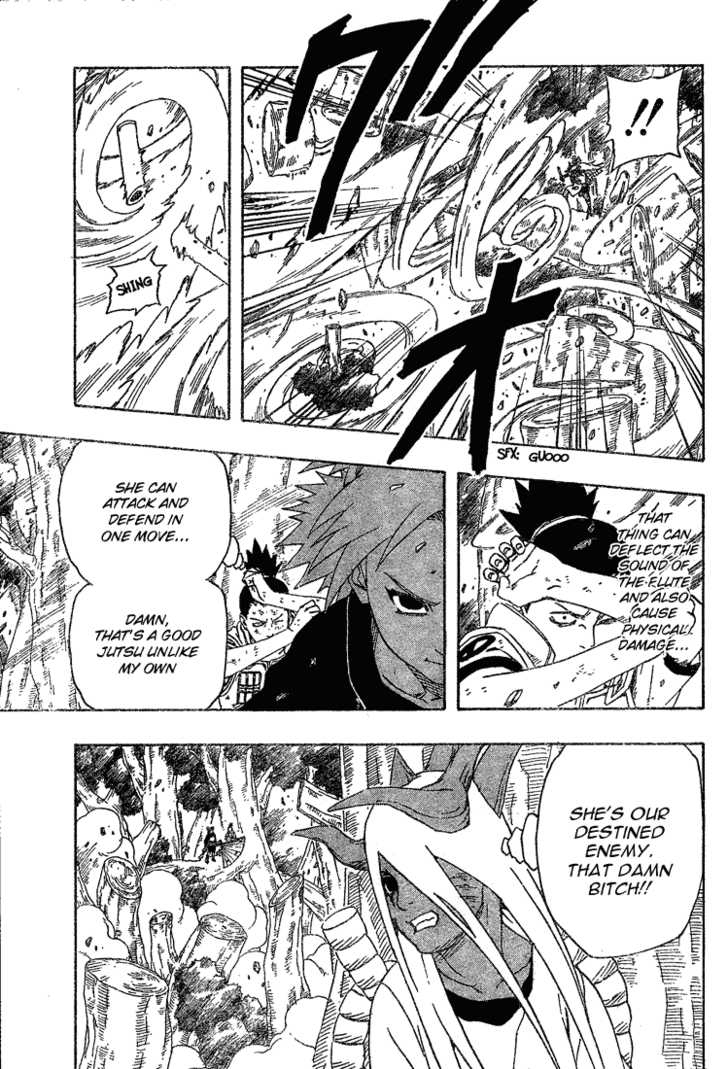 !!
グオ
SFX: GUOOO
SHING
THAT
THING CAN
DEFLECT THE
SOUND OF
THE FLUTE
AND ALSO
CAUSE
PHYSICAL
DAMAGE...
SHE CAN
ATTACK AND
DEFEND IN
ONE MOVE...
DAMN,
THAT'S A GOOD
JUTSU UNLIKE
MY OWN
SHE'S OUR
DESTINED
ENEMY.
THAT DAMN
BITCH!!